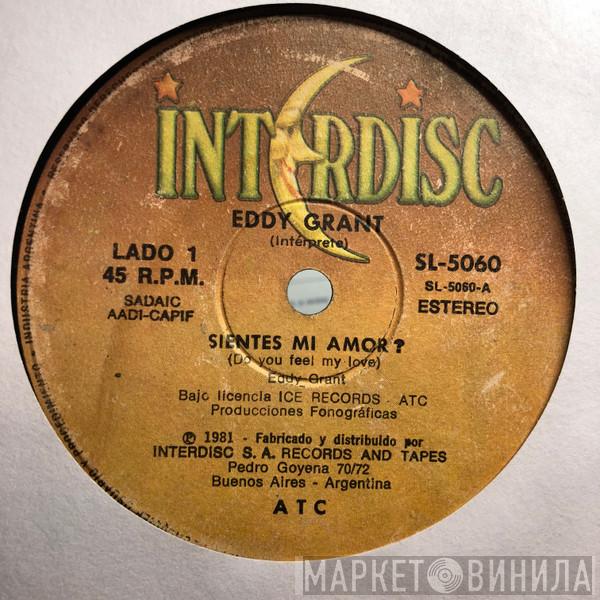 INTERDISC
EDDY GRANT
(Intérprete)
LADO 1
45 R.P.M.
SADAIC
AADI-CAPIF
SL-5060
SL-5060-A
ESTEREO
SIENTES MI AMOR?
(Do you feel my love)
Eddy Grant
Bajo licencia ICE RECORDS - ATC
Producciones Fonográficas
℗ 1981 - Fabricado y distribuido por
INTERDISC S. A. RECORDS AND TAPES
Pedro Goyena 70/72
Buenos Aires - Argentina
ATC
INDUSTRIA ARGENTINA
МАРКЕТ ВИНИЛА